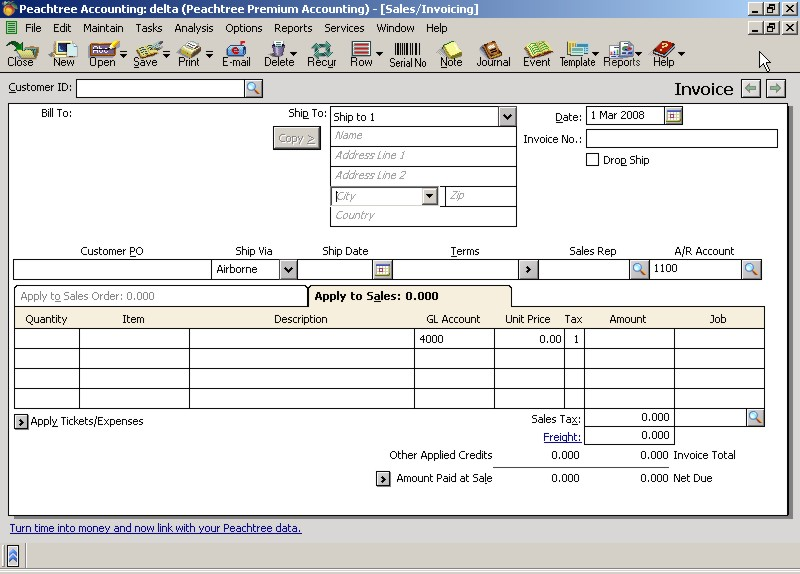 Peachtree Accounting: delta (Peachtree Premium Accounting) - [Sales/Invoicing]
File Edit Maintain Tasks Analysis Options Reports Services Window Help
Close New Open Save Print E-mail Delete Recur Row Serial No Note Journal Event Template Reports Help
Customer ID: Invoice
Bill To: Ship To: Ship to 1 Date: 1 Mar 2008
Copy > Name Invoice No.:
Address Line 1 Drop Ship
Address Line 2
City Zip
Country
Customer PO Ship Via Ship Date Terms Sales Rep A/R Account
Airborne 1100
Apply to Sales Order: 0.000 Apply to Sales: 0.000
Quantity Item Description GL Account Unit Price Tax Amount Job
4000 0.00 1
Apply Tickets/Expenses Sales Tax: 0.000
Freight: 0.000
Other Applied Credits 0.000 0.000 Invoice Total
Amount Paid at Sale 0.000 0.000 Net Due
Turn time into money and now link with your Peachtree data.